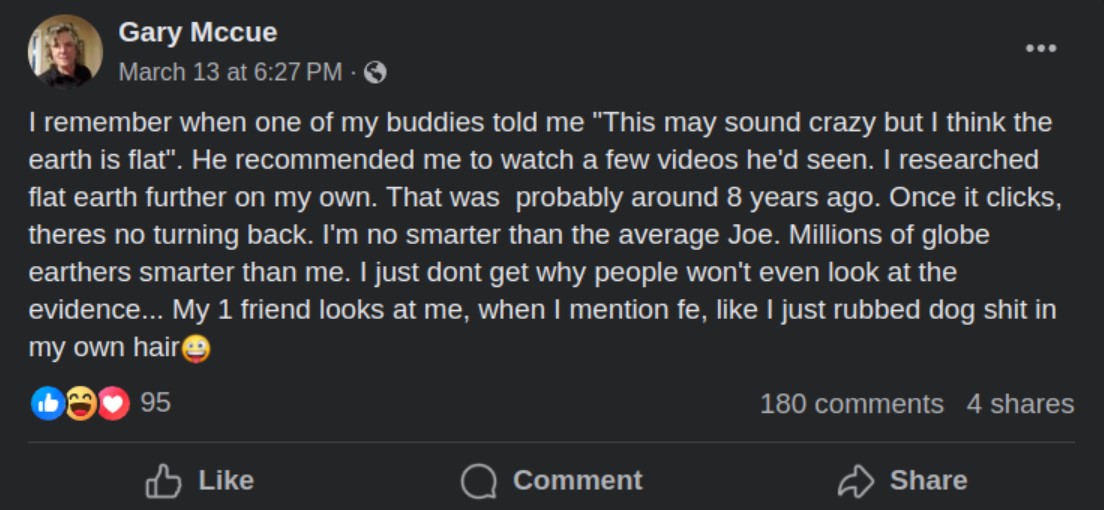 Gary Mccue
March 13 at 6:27 PM ·
I remember when one of my buddies told me "This may sound crazy but I think the
earth is flat". He recommended me to watch a few videos he'd seen. I researched
flat earth further on my own. That was  probably around 8 years ago. Once it clicks,
theres no turning back. I'm no smarter than the average Joe. Millions of globe
earthers smarter than me. I just dont get why people won't even look at the
evidence... My 1 friend looks at me, when I mention fe, like I just rubbed dog shit in
my own hair🤪
95 180 comments 4 shares
Like Comment Share